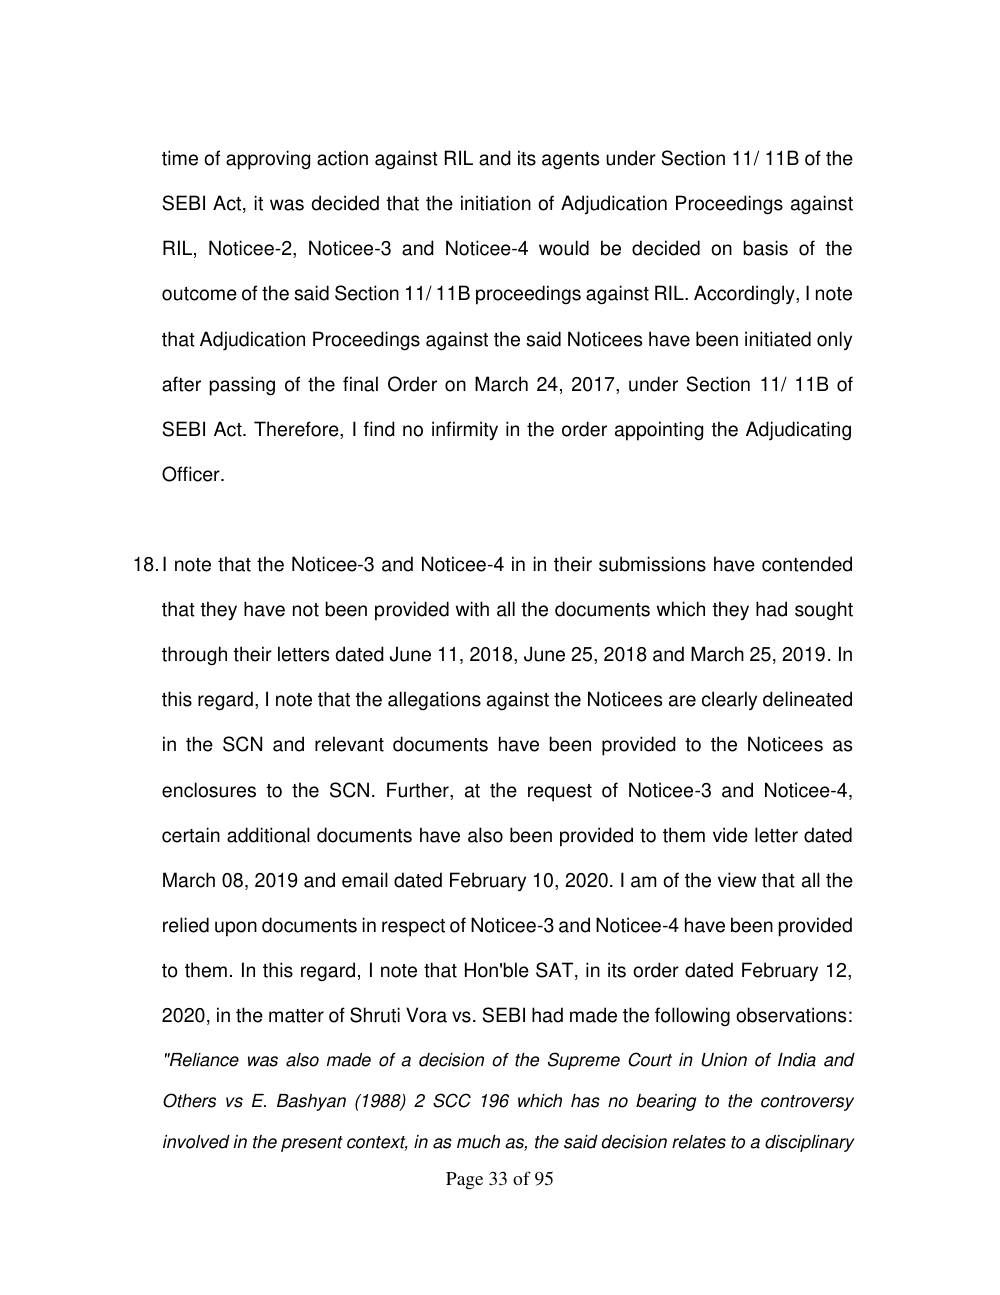 time of approving action against RIL and its agents under Section 11/ 11B of the
SEBI Act, it was decided that the initiation of Adjudication Proceedings against
RIL, Noticee-2, Noticee-3 and Noticee-4 would be decided on basis of the
outcome of the said Section 11/ 11B proceedings against RIL. Accordingly, I note
that Adjudication Proceedings against the said Noticees have been initiated only
after passing of the final Order on March 24, 2017, under Section 11/ 11B of
SEBI Act. Therefore, I find no infirmity in the order appointing the Adjudicating
Officer.
18. I note that the Noticee-3 and Noticee-4 in in their submissions have contended
that they have not been provided with all the documents which they had sought
through their letters dated June 11, 2018, June 25, 2018 and March 25, 2019. In
this regard, I note that the allegations against the Noticees are clearly delineated
in the SCN and relevant documents have been provided to the Noticees as
enclosures to the SCN. Further, at the request of Noticee-3 and Noticee-4,
certain additional documents have also been provided to them vide letter dated
March 08, 2019 and email dated February 10, 2020. I am of the view that all the
relied upon documents in respect of Noticee-3 and Noticee-4 have been provided
to them. In this regard, I note that Hon'ble SAT, in its order dated February 12,
2020, in the matter of Shruti Vora vs. SEBI had made the following observations:
"Reliance was also made of a decision of the Supreme Court in Union of India and
Others vs E. Bashyan (1988) 2 SCC 196 which has no bearing to the controversy
involved in the present context, in as much as, the said decision relates to a disciplinary
Page 33 of 95